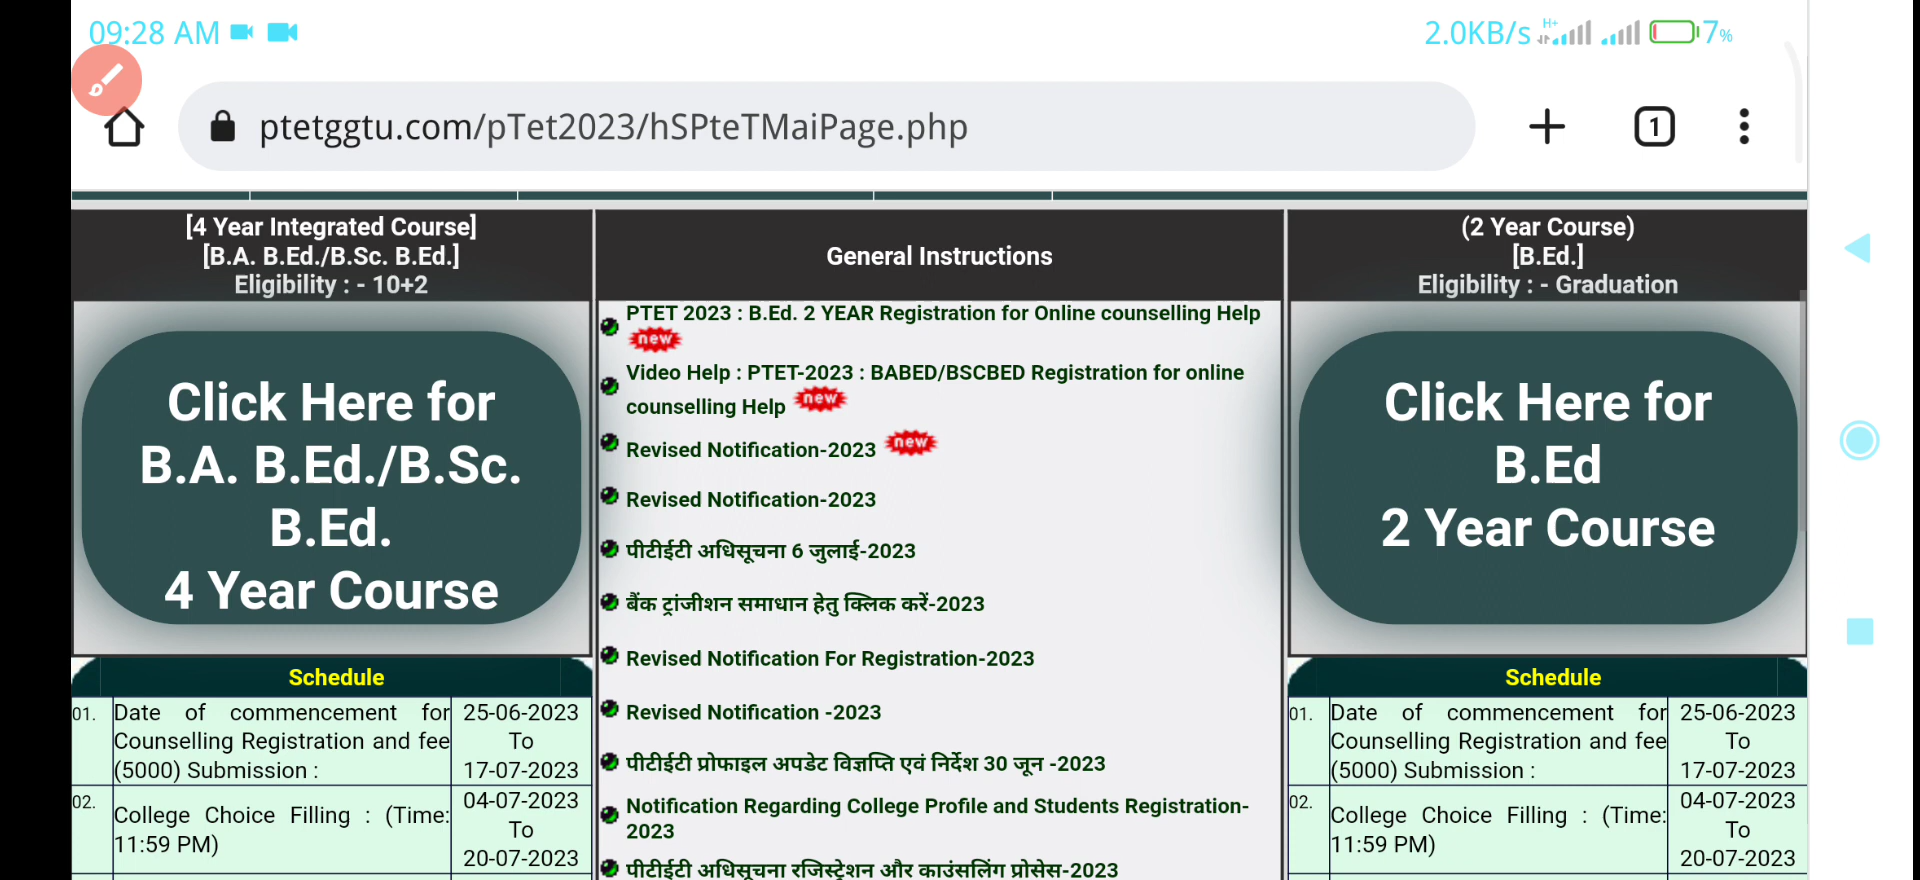 09:28 AM
2.0KB/s H+ 7%
ptetggtu.com/pTet2023/hSPteTMaiPage.php
1
[4 Year Integrated Course]
[B.A. B.Ed./B.Sc. B.Ed.]
Eligibility : - 10+2
Click Here for
B.A. B.Ed./B.Sc.
B.Ed.
4 Year Course
Schedule
01. Date of commencement for 25-06-2023
Counselling Registration and fee To
(5000) Submission : 17-07-2023
02. College Choice Filling : (Time: 04-07-2023
11:59 PM) To
20-07-2023
General Instructions
PTET 2023 : B.Ed. 2 YEAR Registration for Online counselling Help
new
Video Help : PTET-2023 : BABED/BSCBED Registration for online
counselling Help new
Revised Notification-2023 new
Revised Notification-2023
पीटीईटी अधिसूचना 6 जुलाई-2023
बैंक ट्रांजीशन समाधान हेतु क्लिक करें-2023
Revised Notification For Registration-2023
Revised Notification -2023
पीटीईटी प्रोफाइल अपडेट विज्ञप्ति एवं निर्देश 30 जून -2023
Notification Regarding College Profile and Students Registration-
2023
पीटीईटी अधिसूचना रजिस्ट्रेशन और काउंसलिंग प्रोसेस-2023
(2 Year Course)
[B.Ed.]
Eligibility : - Graduation
Click Here for
B.Ed
2 Year Course
Schedule
01. Date of commencement for 25-06-2023
Counselling Registration and fee To
(5000) Submission : 17-07-2023
02. College Choice Filling : (Time: 04-07-2023
11:59 PM) To
20-07-2023